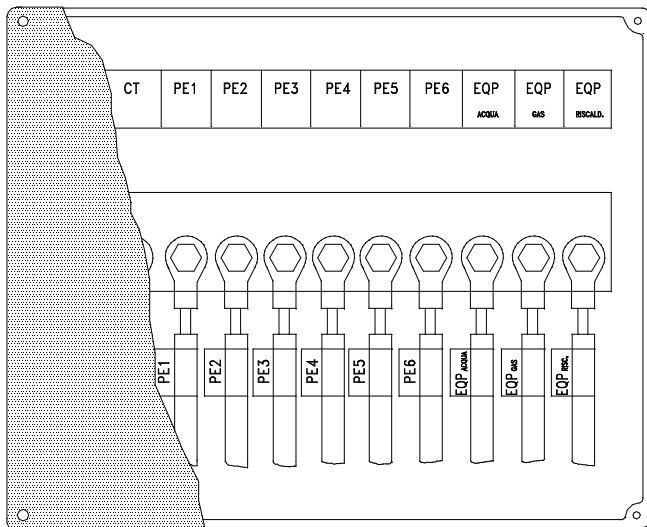 CT PE1 PE2 PE3 PE4 PE5 PE6 EQP EQP EQP
ACQUA GAS RISCALD.
PE1 PE2 PE3 PE4 PE5 PE6 EQP ACQUA EQP GAS EQP RISC.